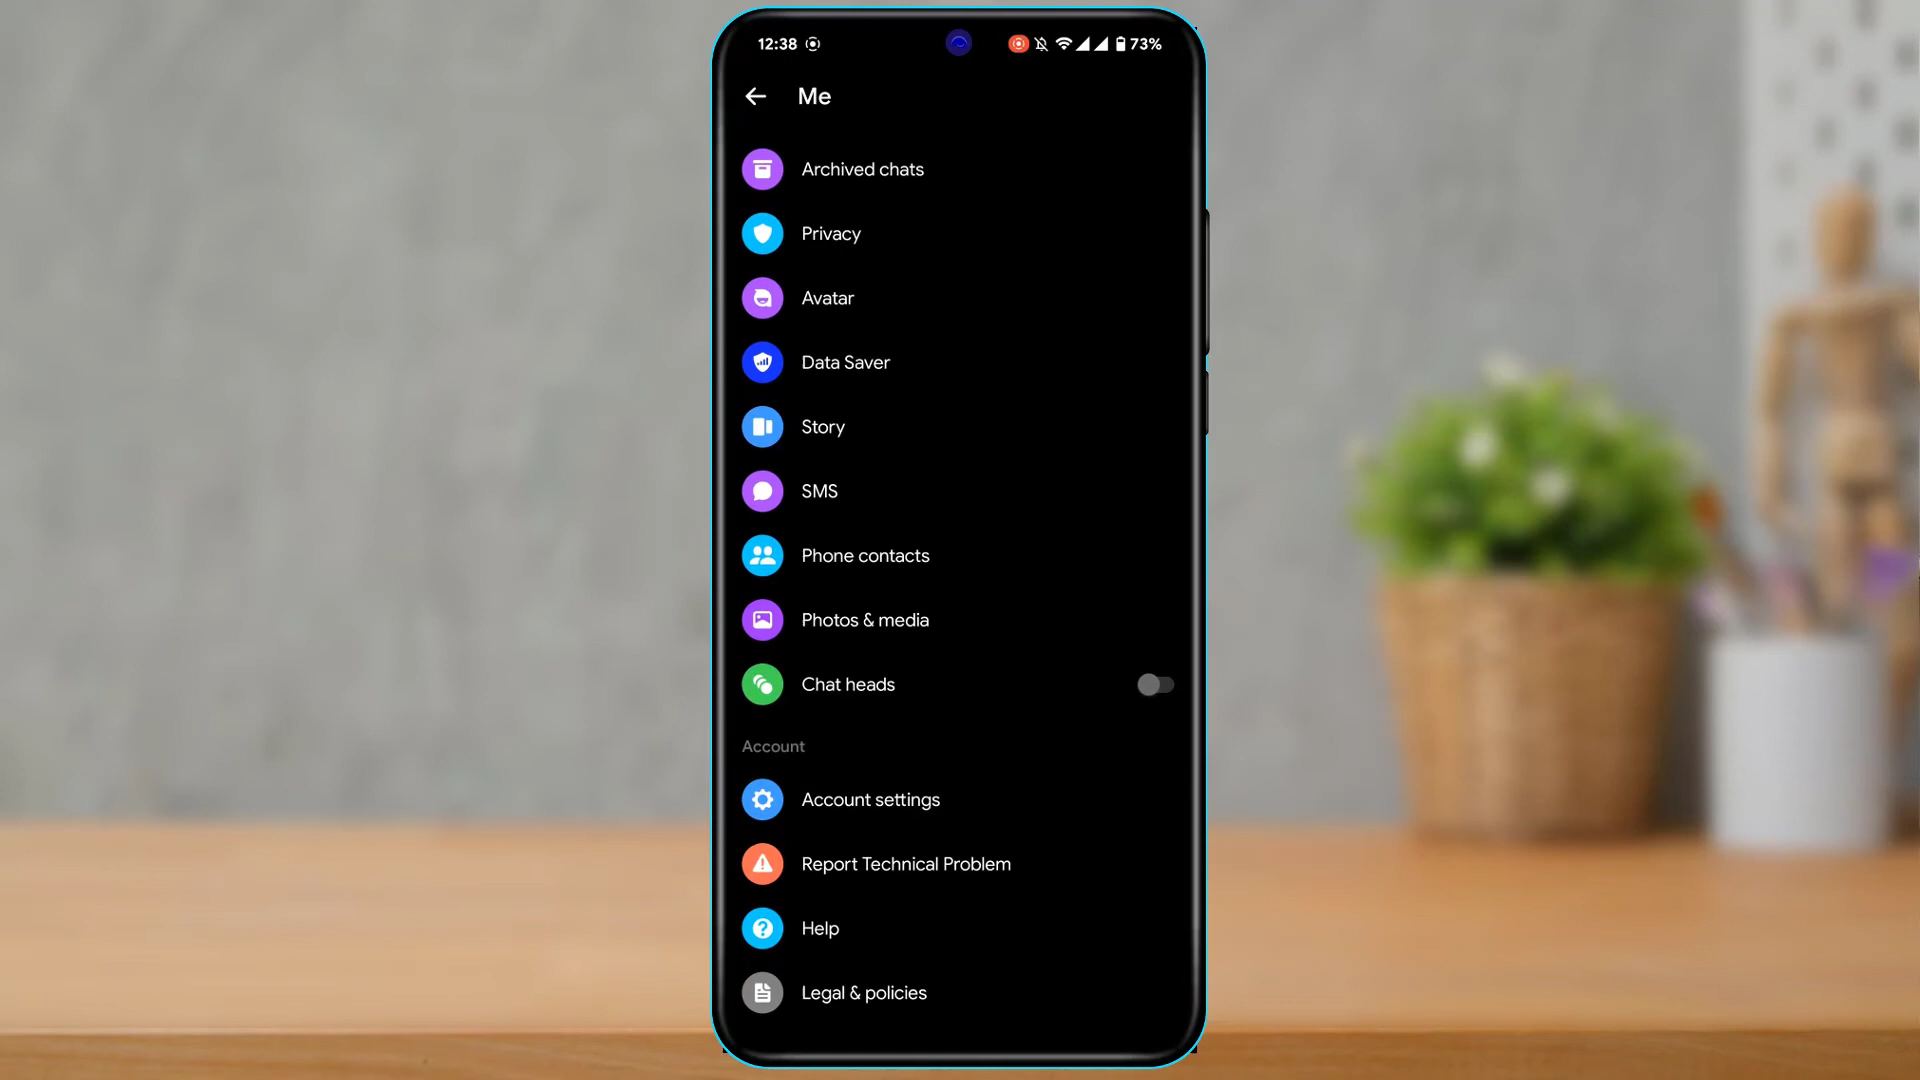 12:38 73%
Me
Archived chats
Privacy
Avatar
Data Saver
Story
SMS
Phone contacts
Photos & media
Chat heads
Account
Account settings
Report Technical Problem
Help
Legal & policies